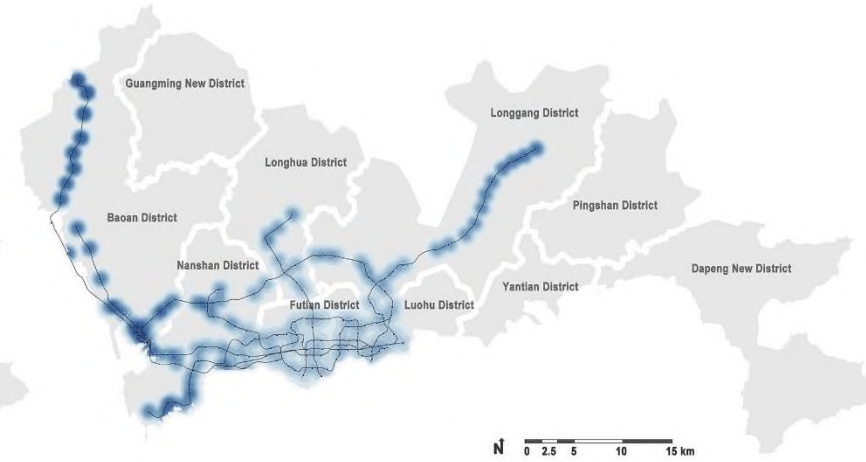 Guangming New District
Longgang District
Longhua District
Pingshan District
Baoan District
Nanshan District
Dapeng New District
Yantian District
Futian District
Luohu District
N 0 2.5 5 10 15 km